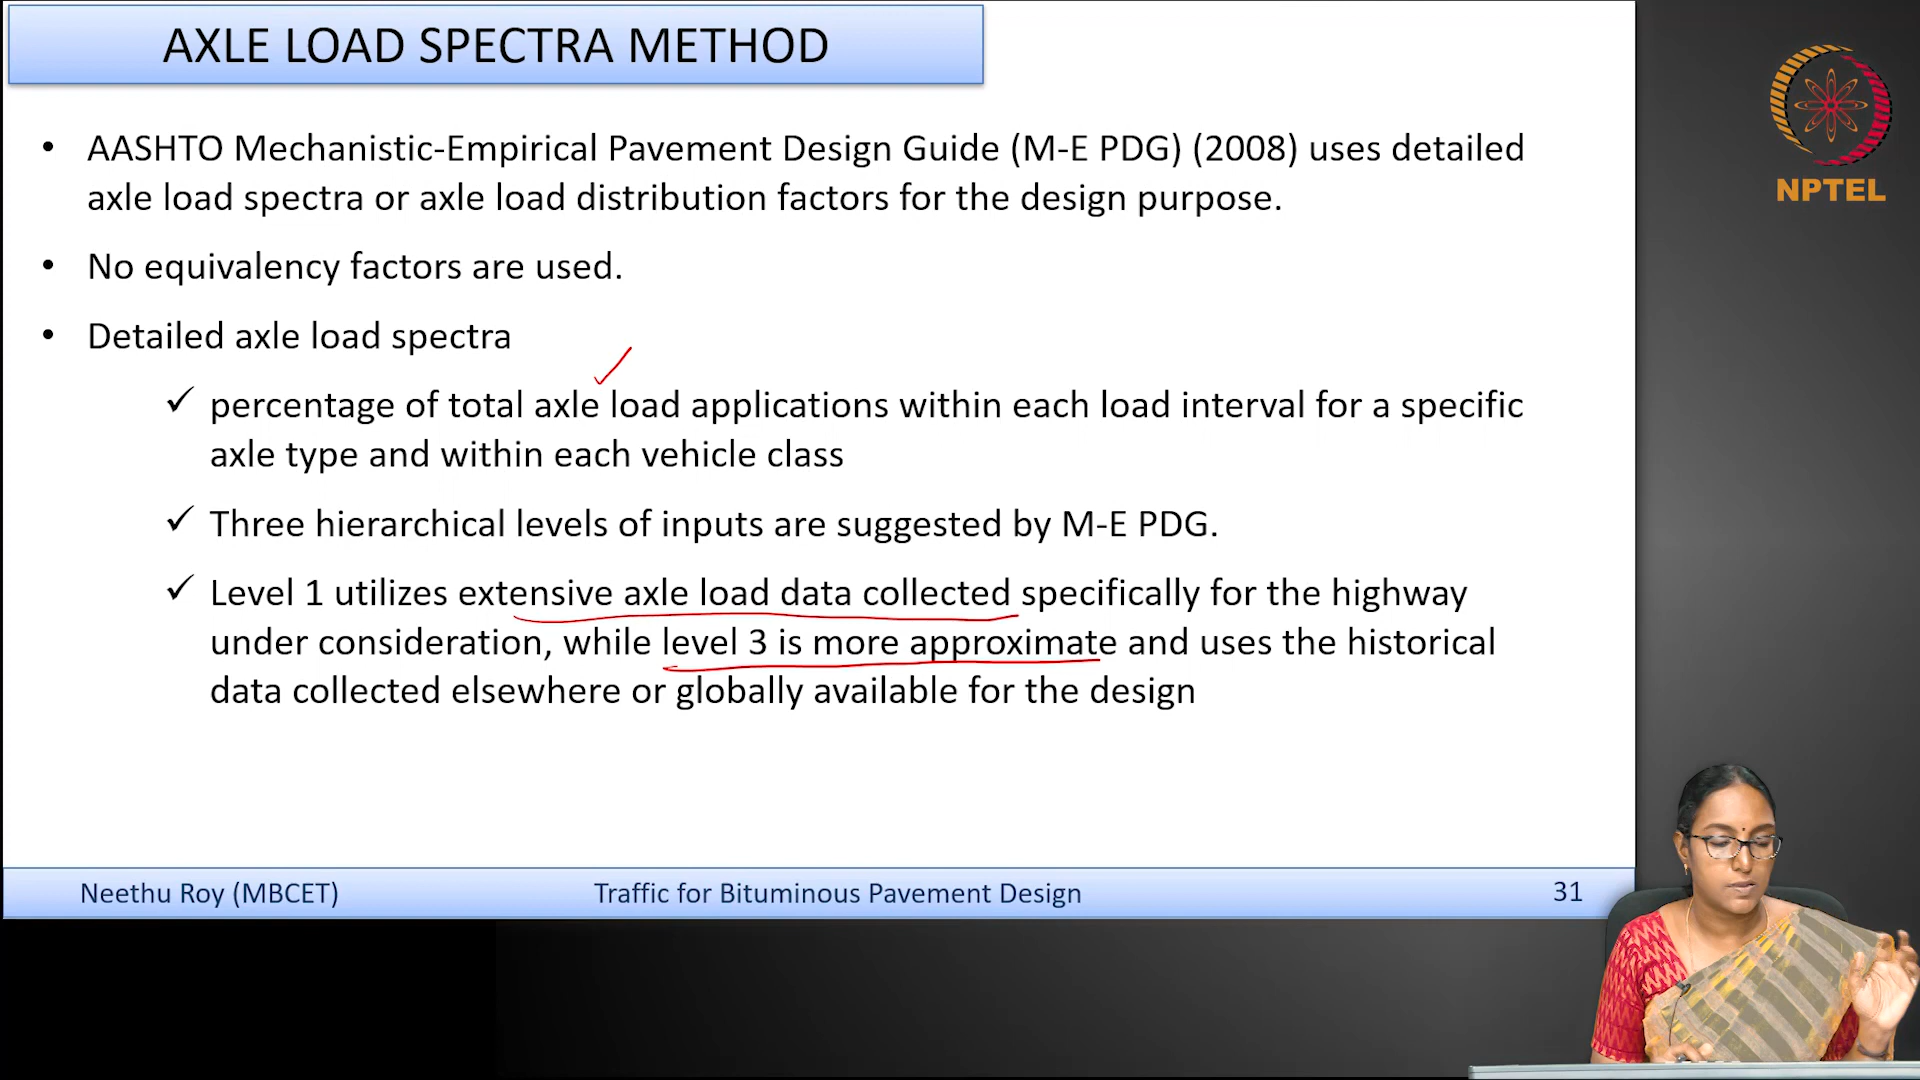 AXLE LOAD SPECTRA METHOD
• AASHTO Mechanistic-Empirical Pavement Design Guide (M-E PDG) (2008) uses detailed
axle load spectra or axle load distribution factors for the design purpose.
• No equivalency factors are used.
• Detailed axle load spectra
✓ percentage of total axle load applications within each load interval for a specific
axle type and within each vehicle class
✓ Three hierarchical levels of inputs are suggested by M-E PDG.
✓ Level 1 utilizes extensive axle load data collected specifically for the highway
under consideration, while level 3 is more approximate and uses the historical
data collected elsewhere or globally available for the design
Neethu Roy (MBCET)
Traffic for Bituminous Pavement Design
31
NPTEL